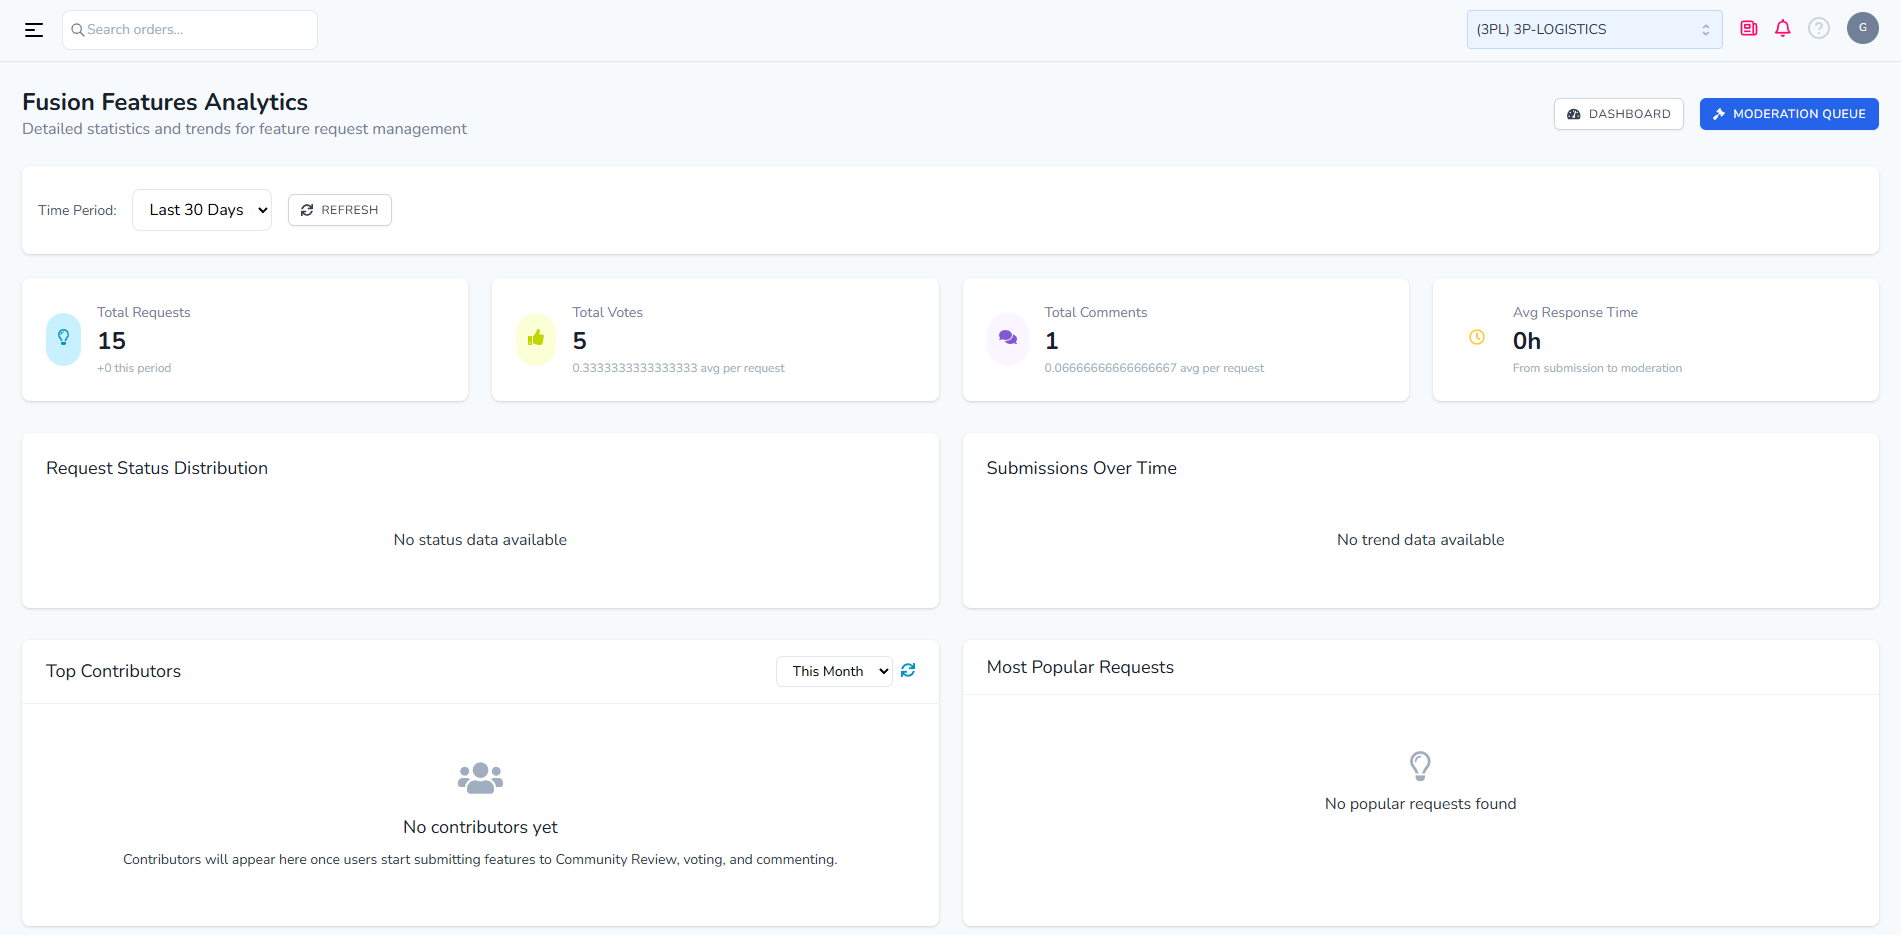 Search orders...
(3PL) 3P-LOGISTICS
G
Fusion Features Analytics
Detailed statistics and trends for feature request management
DASHBOARD
MODERATION QUEUE
Time Period:
Last 30 Days
REFRESH
Total Requests
15
+0 this period
Total Votes
5
0.3333333333333333 avg per request
Total Comments
1
0.06666666666666667 avg per request
Avg Response Time
0h
From submission to moderation
Request Status Distribution
No status data available
Submissions Over Time
No trend data available
Top Contributors
This Month
No contributors yet
Contributors will appear here once users start submitting features to Community Review, voting, and commenting.
Most Popular Requests
No popular requests found